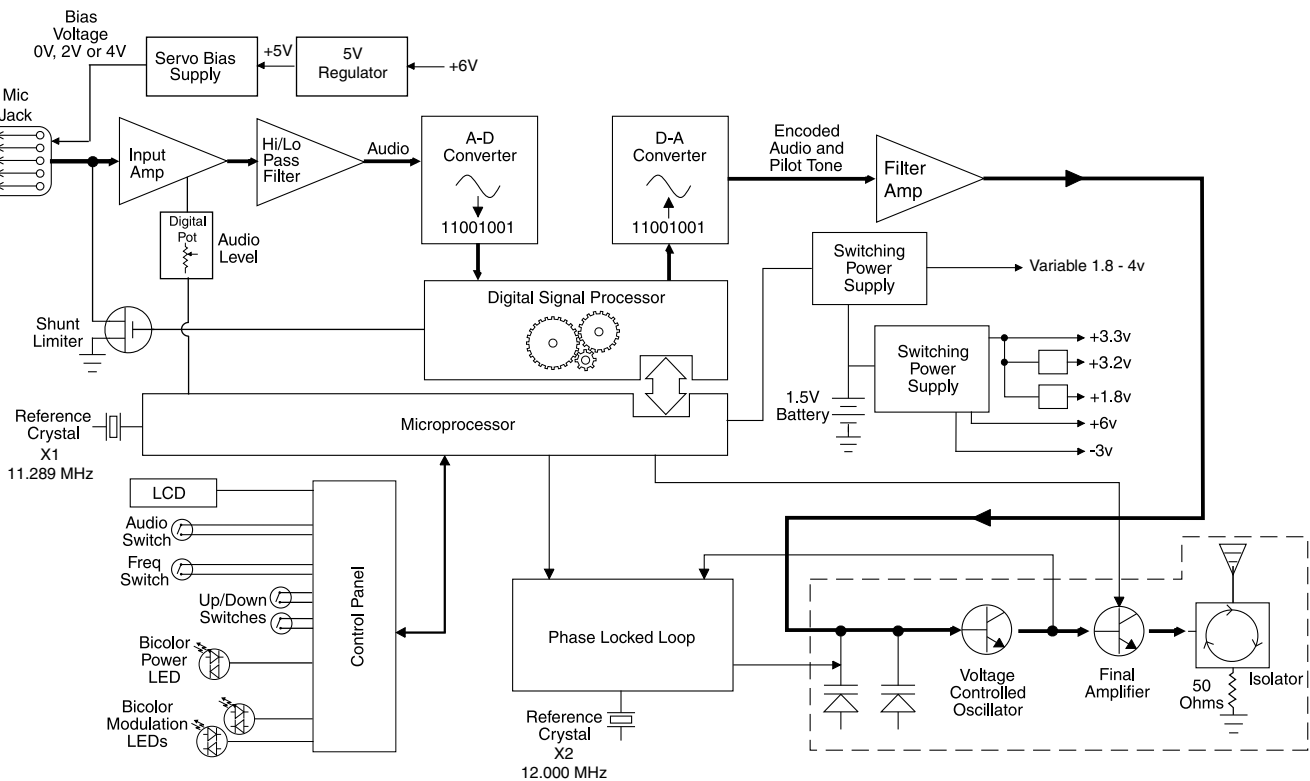 Bias
Voltage
0V, 2V or 4V
Servo Bias
Supply
+5V
5V
Regulator
+6V
Mic
Jack
Input
Amp
Hi/Lo
Pass
Filter
Audio
A-D
Converter
11001001
D-A
Converter
11001001
Encoded
Audio and
Pilot Tone
Filter
Amp
Digital
Pot
Audio
Level
Switching
Power
Supply
Variable 1.8 - 4v
Digital Signal Processor
Shunt
Limiter
Switching
Power
Supply
+3.3v
+3.2v
+1.8v
+6v
-3v
1.5V
Battery
Reference
Crystal
X1
11.289 MHz
Microprocessor
LCD
Audio
Switch
Freq
Switch
Up/Down
Switches
Bicolor
Power
LED
Bicolor
Modulation
LEDs
Control Panel
Phase Locked Loop
Reference
Crystal
X2
12.000 MHz
Voltage
Controlled
Oscillator
Final
Amplifier
50
Ohms
Isolator